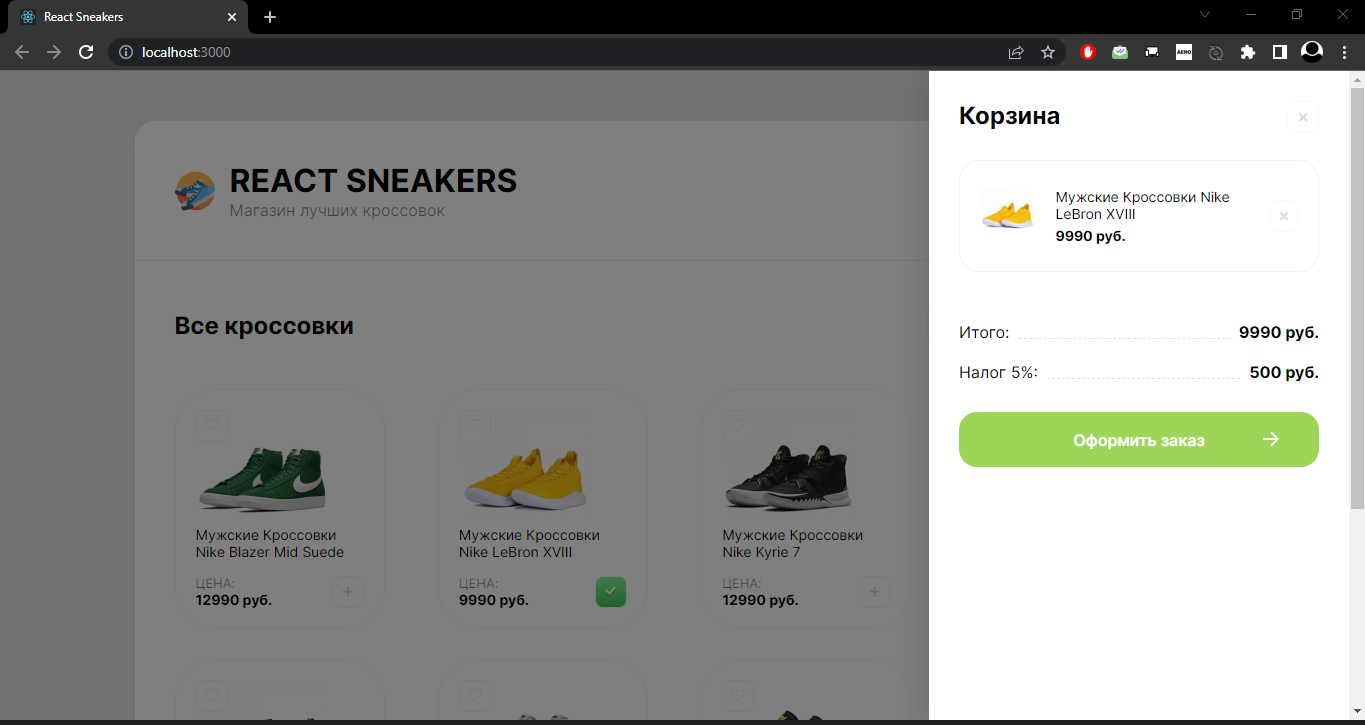 React Sneakers
localhost:3000
AERO
REACT SNEAKERS
Магазин лучших кроссовок
Все кроссовки
Мужские Кроссовки
Nike Blazer Mid Suede
ЦЕНА:
12990 руб.
Мужские Кроссовки
Nike LeBron XVIII
ЦЕНА:
9990 руб.
Мужские Кроссовки
Nike Kyrie 7
ЦЕНА:
12990 руб.
Корзина
Мужские Кроссовки Nike
LeBron XVIII
9990 руб.
Итого: 9990 руб.
Налог 5%: 500 руб.
Оформить заказ